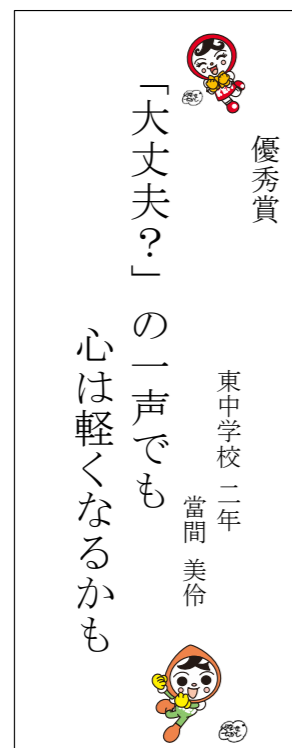 優秀賞
東中学校 二年
當間 美伶
「大丈夫？」の一声でも
心は軽くなるかも